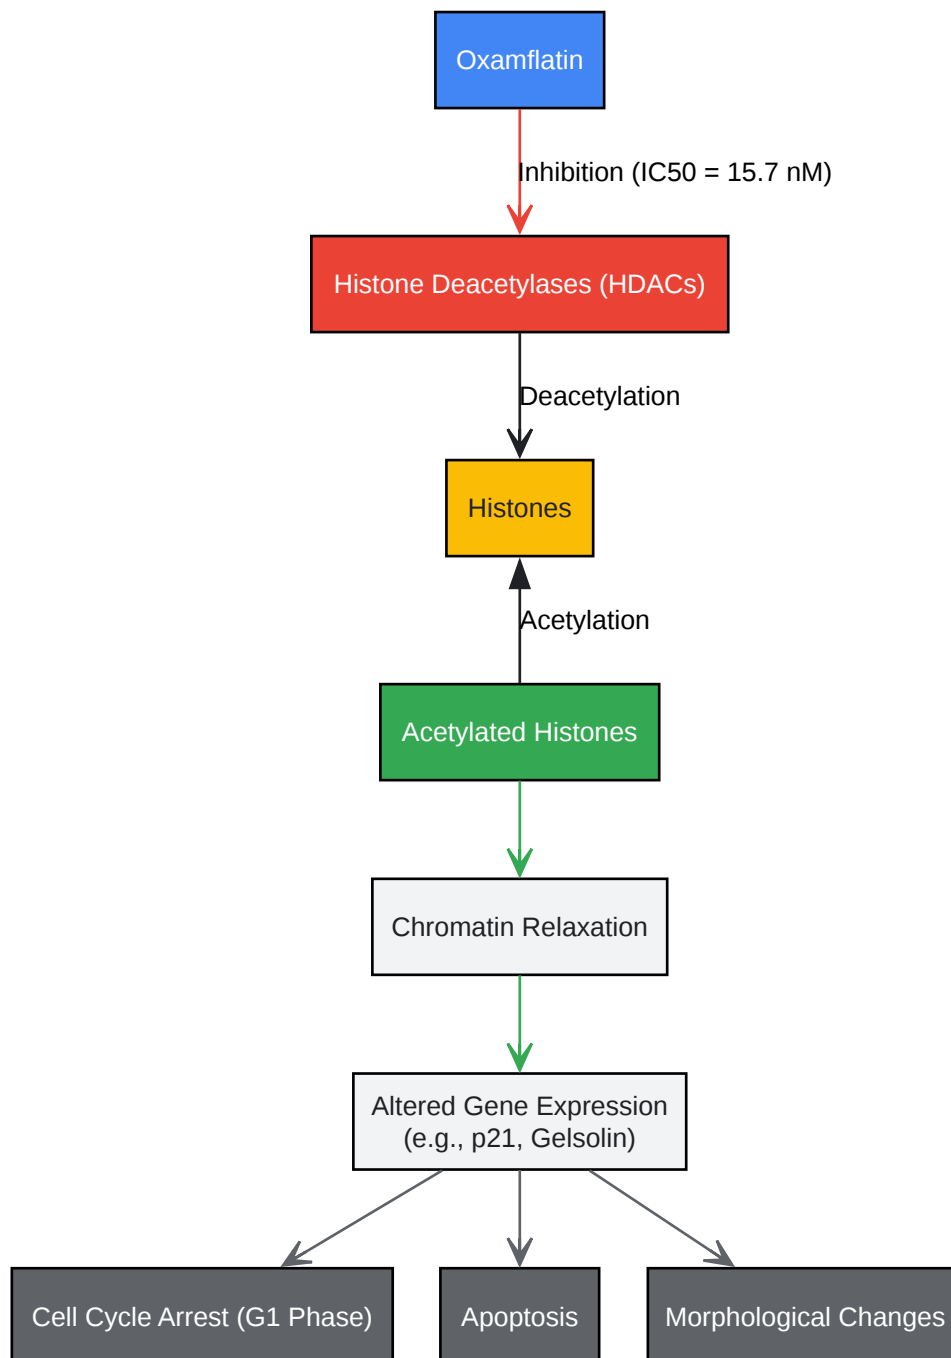 Oxamflatin
Inhibition (IC50 = 15.7 nM)
Histone Deacetylases (HDACs)
Deacetylation
Histones
Acetylation
Acetylated Histones
Chromatin Relaxation
Altered Gene Expression
(e.g., p21, Gelsolin)
Cell Cycle Arrest (G1 Phase)
Apoptosis
Morphological Changes